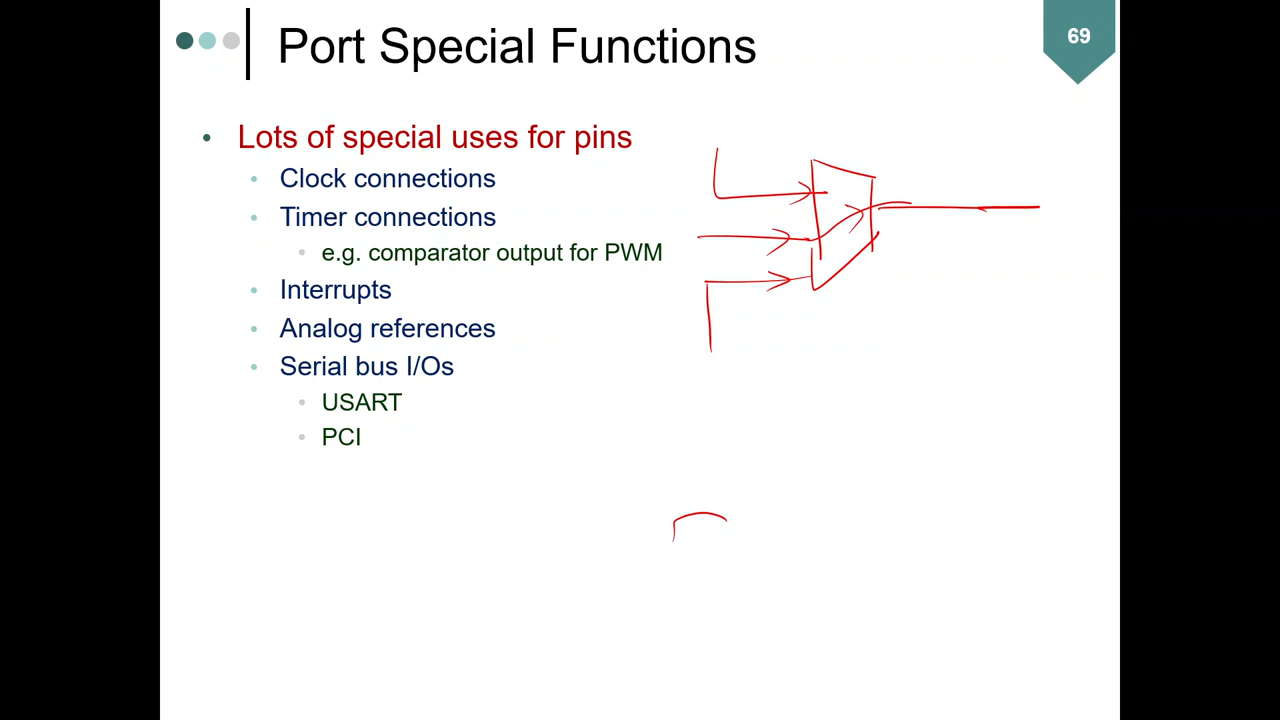 Port Special Functions
69
• Lots of special uses for pins
• Clock connections
• Timer connections
• e.g. comparator output for PWM
• Interrupts
• Analog references
• Serial bus I/Os
• USART
• PCI